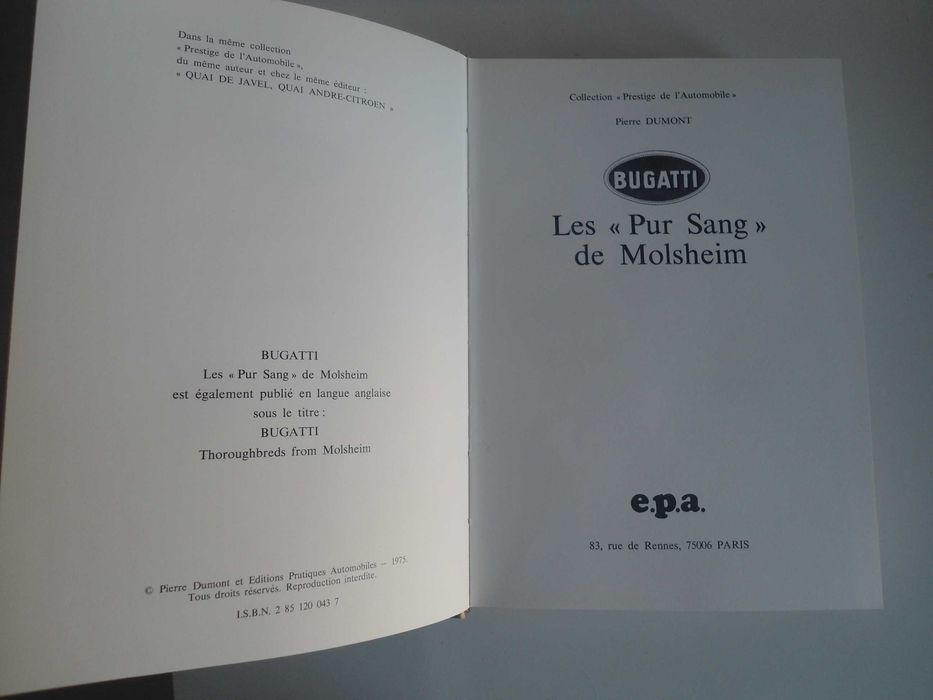 Dans la même collection
« Prestige de l'Automobile »,
du même auteur et chez le même éditeur :
« QUAI DE JAVEL, QUAI ANDRE-CITROEN »
BUGATTI
Les « Pur Sang » de Molsheim
est également publié en langue anglaise
sous le titre :
BUGATTI
Thoroughbreds from Molsheim
© Pierre Dumont et Editions Pratiques Automobiles – 1975.
Tous droits réservés. Reproduction interdite.
I.S.B.N. 2 85 120 043 7
Collection « Prestige de l'Automobile »
Pierre DUMONT
BUGATTI
Les « Pur Sang »
de Molsheim
e.p.a.
83, rue de Rennes, 75006 PARIS